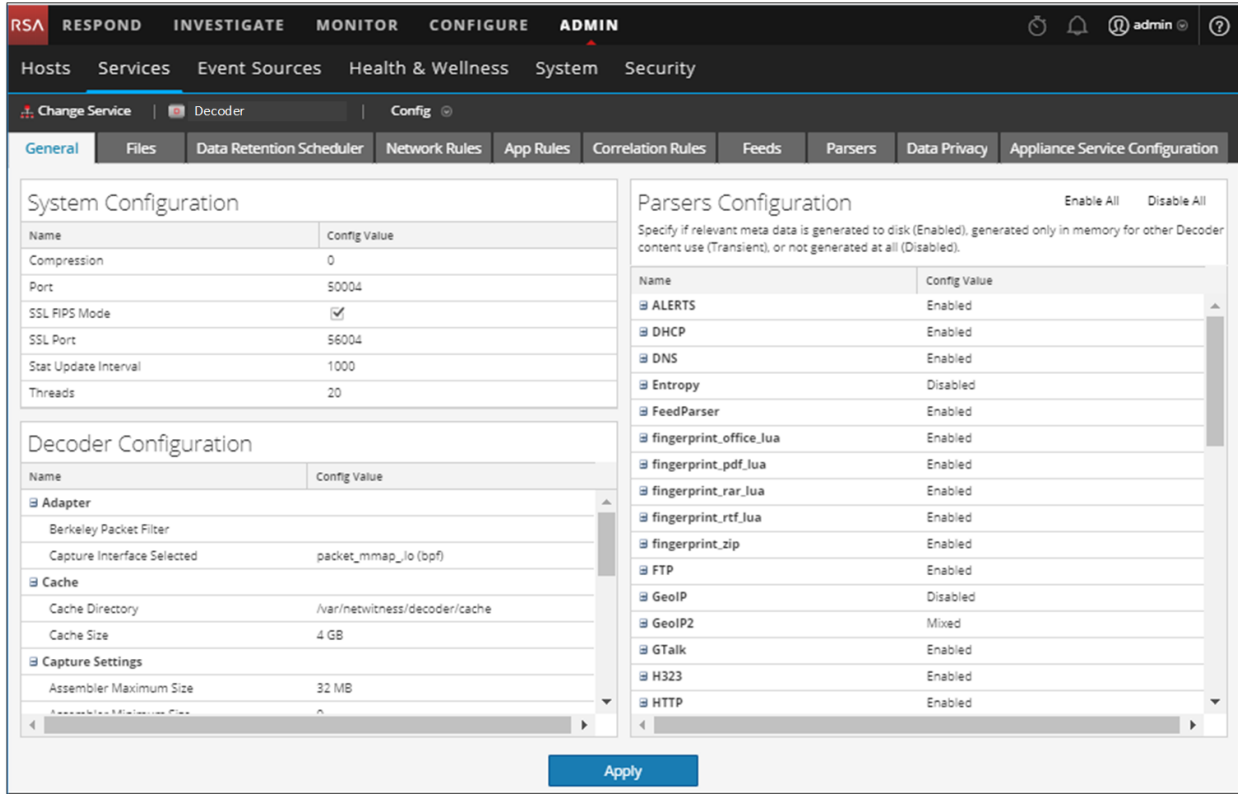 RSA RESPOND INVESTIGATE MONITOR CONFIGURE ADMIN admin ?
Hosts Services Event Sources Health & Wellness System Security
Change Service | Decoder | Config
General Files Data Retention Scheduler Network Rules App Rules Correlation Rules Feeds Parsers Data Privacy Appliance Service Configuration
System Configuration
Name Config Value
Compression 0
Port 50004
SSL FIPS Mode
SSL Port 56004
Stat Update Interval 1000
Threads 20
Decoder Configuration
Name Config Value
Adapter
Berkeley Packet Filter
Capture Interface Selected packet_mmap_,lo (bpf)
Cache
Cache Directory /var/netwitness/decoder/cache
Cache Size 4 GB
Capture Settings
Assembler Maximum Size 32 MB
Assembler Minimum Size 0
Parsers Configuration Enable All Disable All
Specify if relevant meta data is generated to disk (Enabled), generated only in memory for other Decoder
content use (Transient), or not generated at all (Disabled).
Name Config Value
ALERTS Enabled
DHCP Enabled
DNS Enabled
Entropy Disabled
FeedParser Enabled
fingerprint_office_lua Enabled
fingerprint_pdf_lua Enabled
fingerprint_rar_lua Enabled
fingerprint_rtf_lua Enabled
fingerprint_zip Enabled
FTP Enabled
GeoIP Disabled
GeoIP2 Mixed
GTalk Enabled
H323 Enabled
HTTP Enabled
Apply